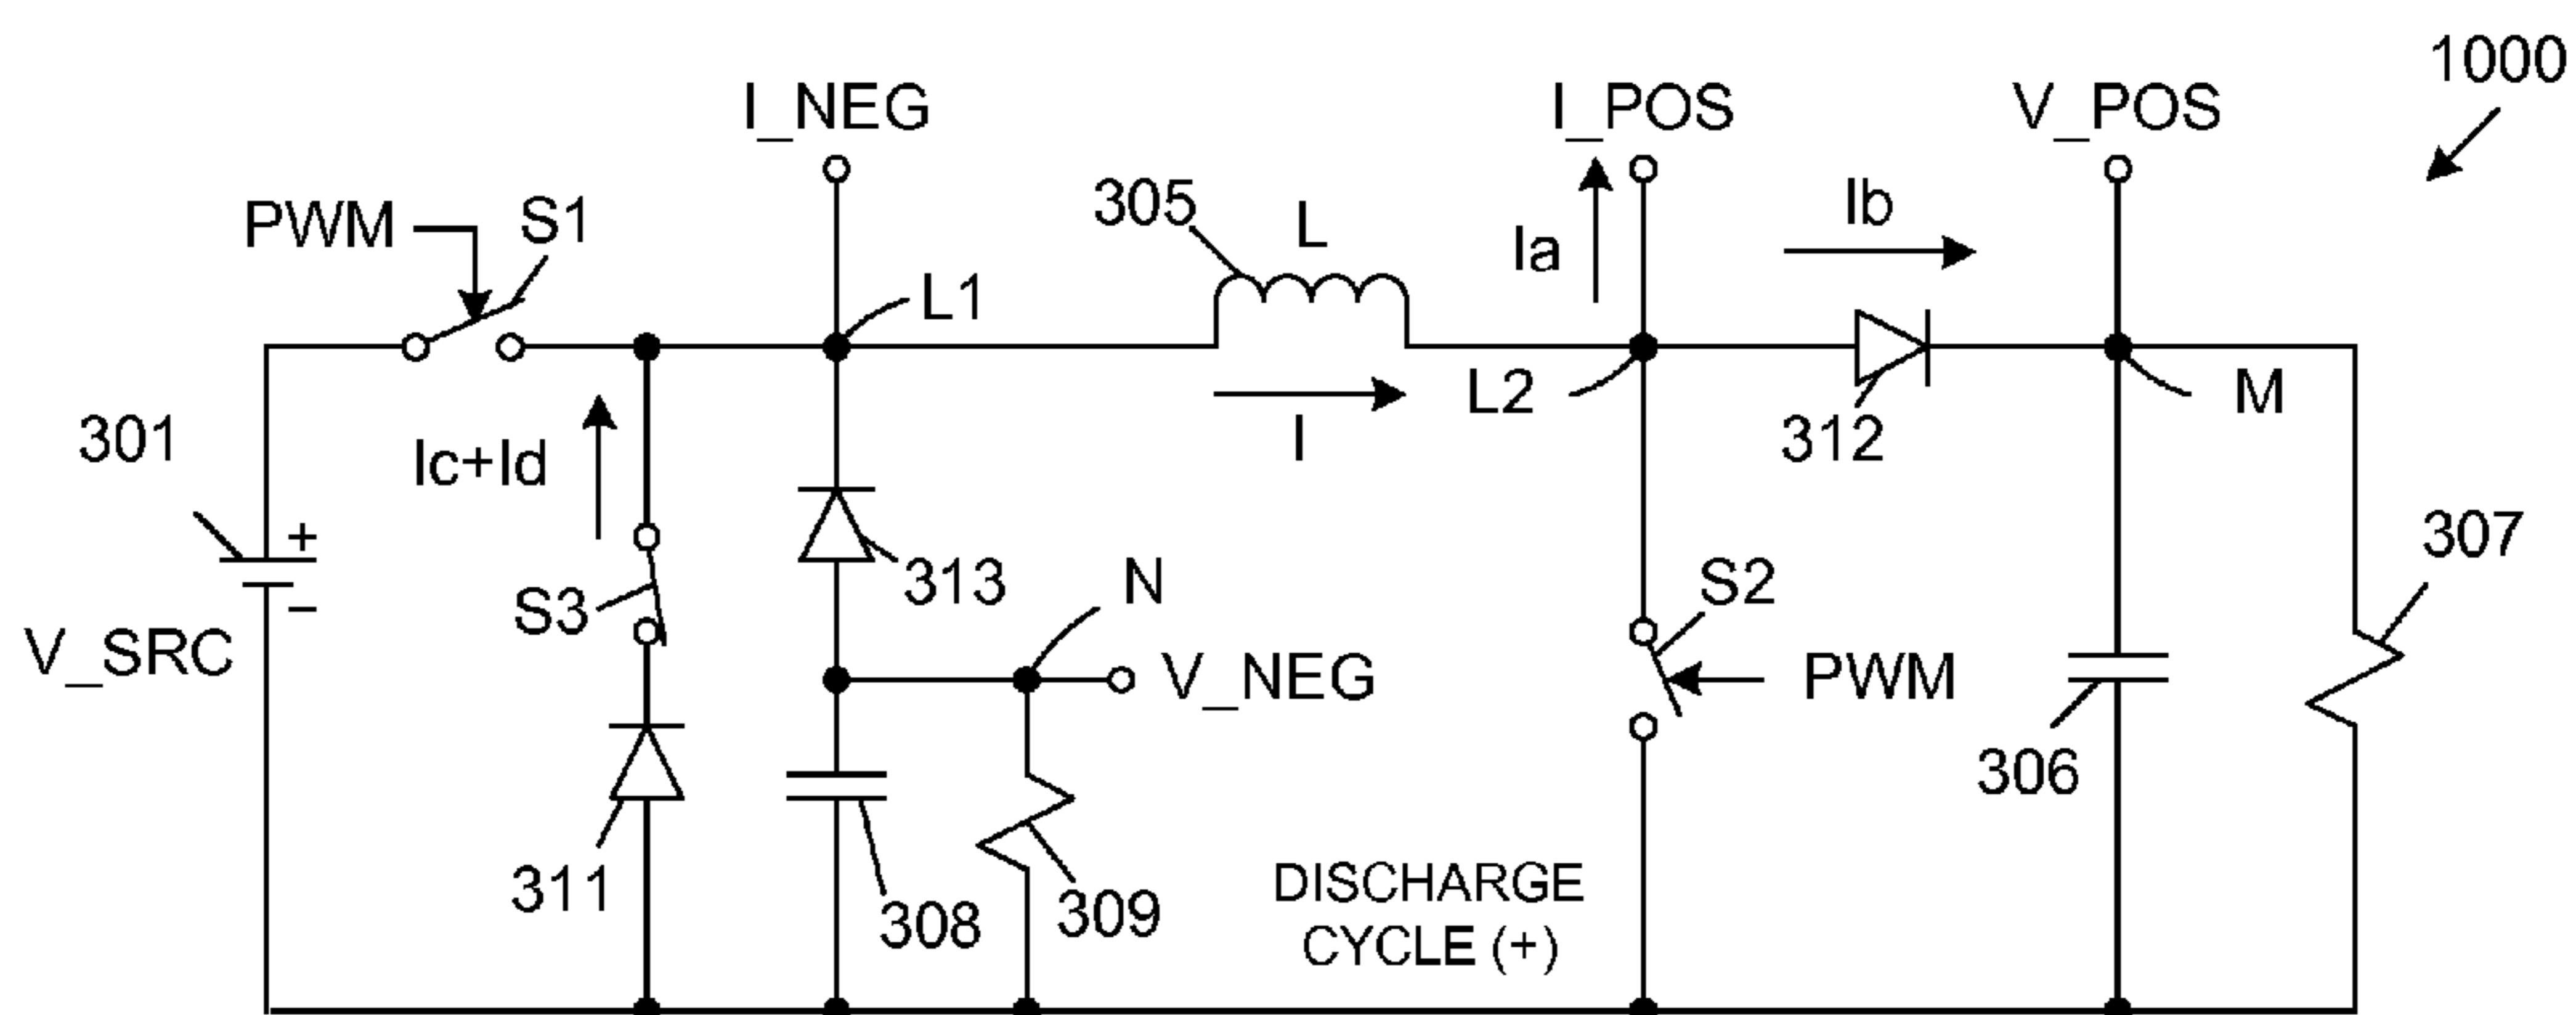 1000
I_NEG
I_POS
V_POS
PWM
S1
305
L
Ia
Ib
L1
L2
M
I
301
Ic+Id
+
−
V_SRC
S3
313
N
V_NEG
S2
PWM
307
306
311
308
309
DISCHARGE
CYCLE (+)